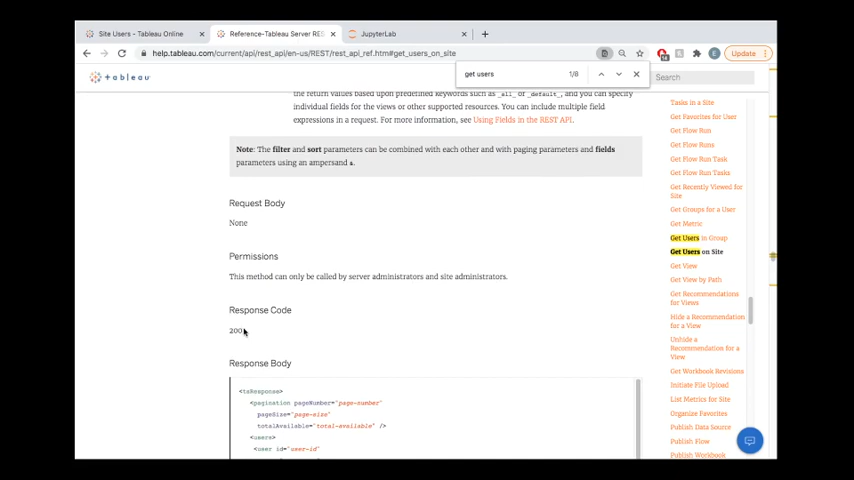 Site Users - Tableau Online
Reference-Tableau Server RES
JupyterLab
help.tableau.com/current/api/rest_api/en-us/REST/rest_api_ref.htm#get_users_on_site
E
Update
get users
1/8
+ a b | e a u
Search
the return values based upon predefined keywords such as _all_ or _default_, and you can specify
individual fields for the views or other supported resources. You can include multiple field
expressions in a request. For more information, see Using Fields in the REST API.
Note: The filter and sort parameters can be combined with each other and with paging parameters and fields
parameters using an ampersand &.
Request Body
None
Permissions
This method can only be called by server administrators and site administrators.
Response Code
200
Response Body
<tsResponse>
<pagination pageNumber="page-number"
pageSize="page-size"
totalAvailable="total-available" />
<users>
<user id="user-id"
Tasks in a Site
Get Favorites for User
Get Flow Run
Get Flow Runs
Get Flow Run Task
Get Flow Run Tasks
Get Recently Viewed for
Site
Get Groups for a User
Get Metric
Get Users in Group
Get Users on Site
Get View
Get View by Path
Get Recommendations
for Views
Hide a Recommendation
for a View
Unhide a
Recommendation for a
View
Get Workbook Revisions
Initiate File Upload
List Metrics for Site
Organize Favorites
Publish Data Source
Publish Flow
Publish Workbook